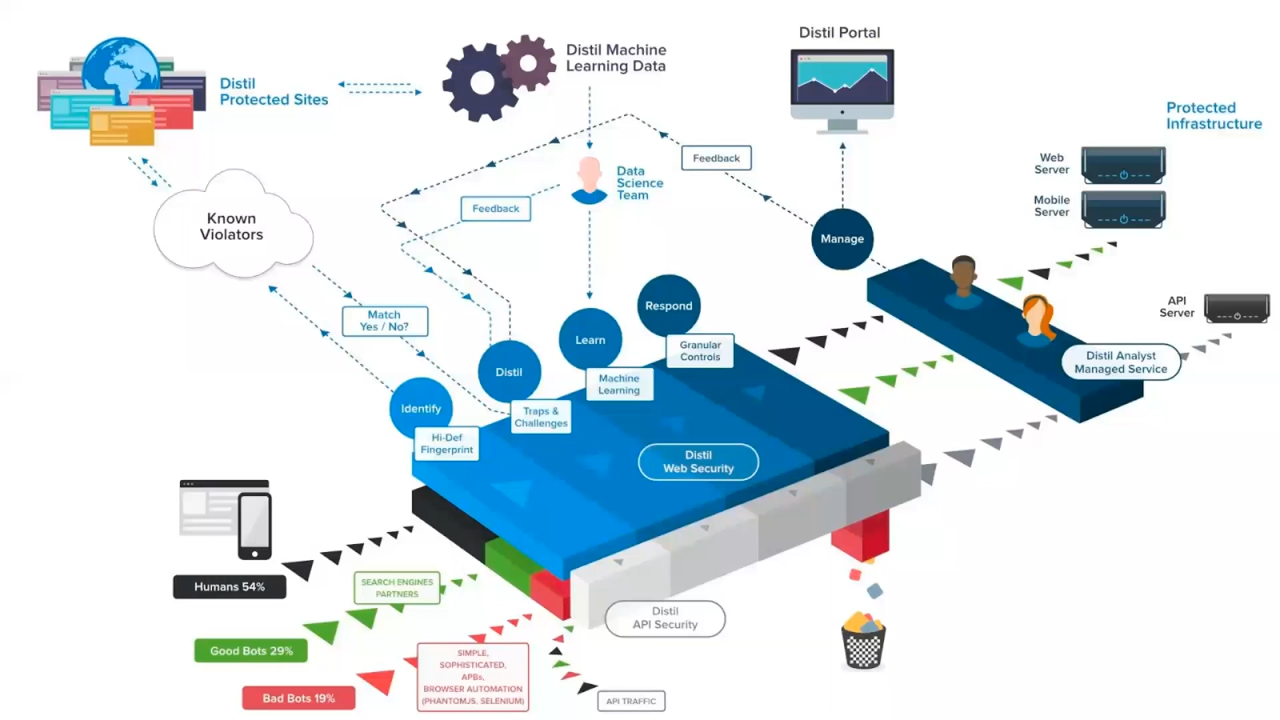 Distil Portal
Distil Machine
Learning Data
Distil
Protected Sites
Protected
Infrastructure
Web
Server
Mobile
Server
Feedback
Data
Science
Team
Feedback
Known
Violators
Manage
API
Server
Match
Yes / No?
Respond
Granular
Controls
Learn
Machine
Learning
Distil
Traps &
Challenges
Identify
Hi-Def
Fingerprint
Distil Analyst
Managed Service
Distil
Web Security
Humans 54%
SEARCH ENGINES
PARTNERS
Distil
API Security
Good Bots 29%
SIMPLE,
SOPHISTICATED,
APBs,
BROWSER AUTOMATION
(PHANTOMJS, SELENIUM)
Bad Bots 19%
API TRAFFIC